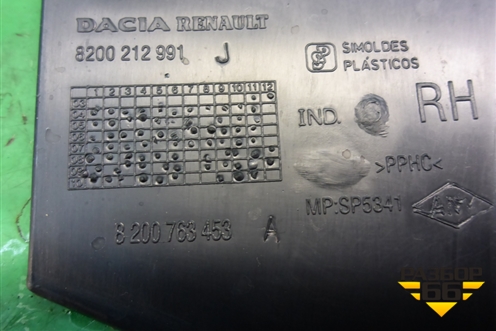 DACIA RENAULT
8200 212 991 J
SIMOLDES
PLÁSTICOS
1 2 3 4 5 6 7 8 9 10 11 12
IND.
RH
>PPHC<
MP:SP5341
8 200 763 453 A
РАЗБОР
66